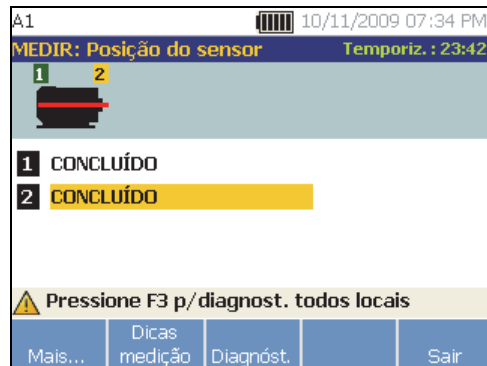 A1 10/11/2009 07:34 PM
MEDIR: Posição do sensor Temporiz. : 23:42
1 2
1 CONCLUÍDO
2 CONCLUÍDO
Pressione F3 p/diagnost. todos locais
Mais... Dicas medição Diagnóst. Sair